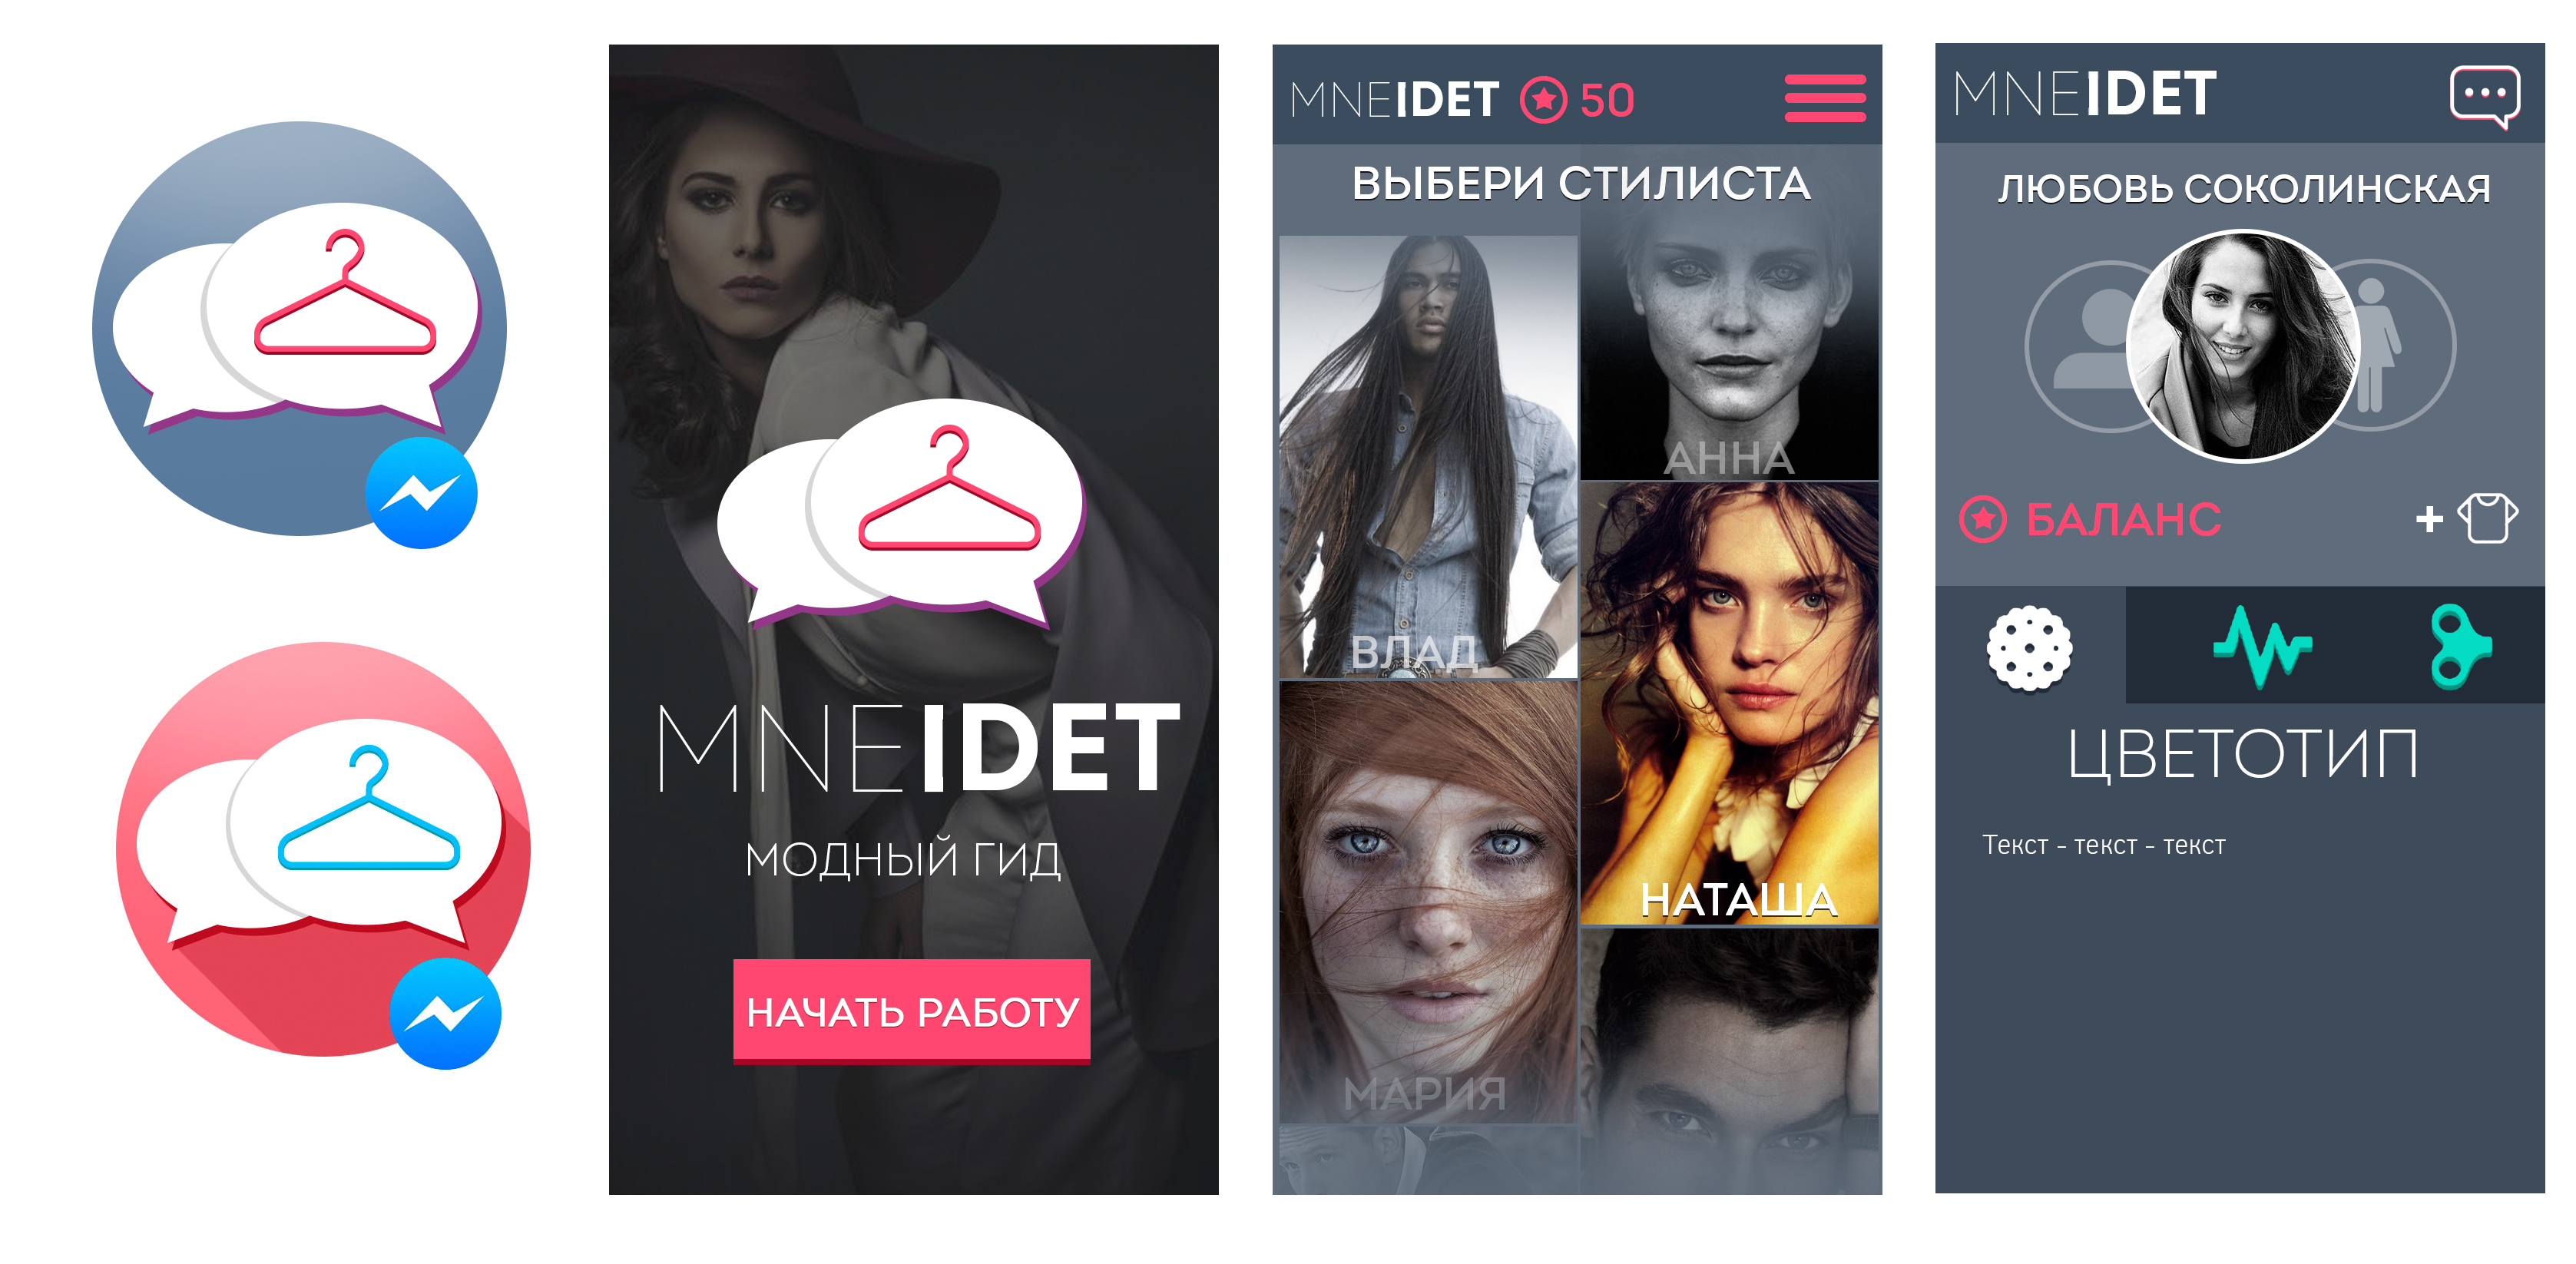 MNEIDET
МОДНЫЙ ГИД
НАЧАТЬ РАБОТУ
MNEIDET 50
ВЫБЕРИ СТИЛИСТА
АННА
ВЛАД
НАТАША
МАРИЯ
MNEIDET
ЛЮБОВЬ СОКОЛИНСКАЯ
БАЛАНС
+
ЦВЕТОТИП
Текст - текст - текст